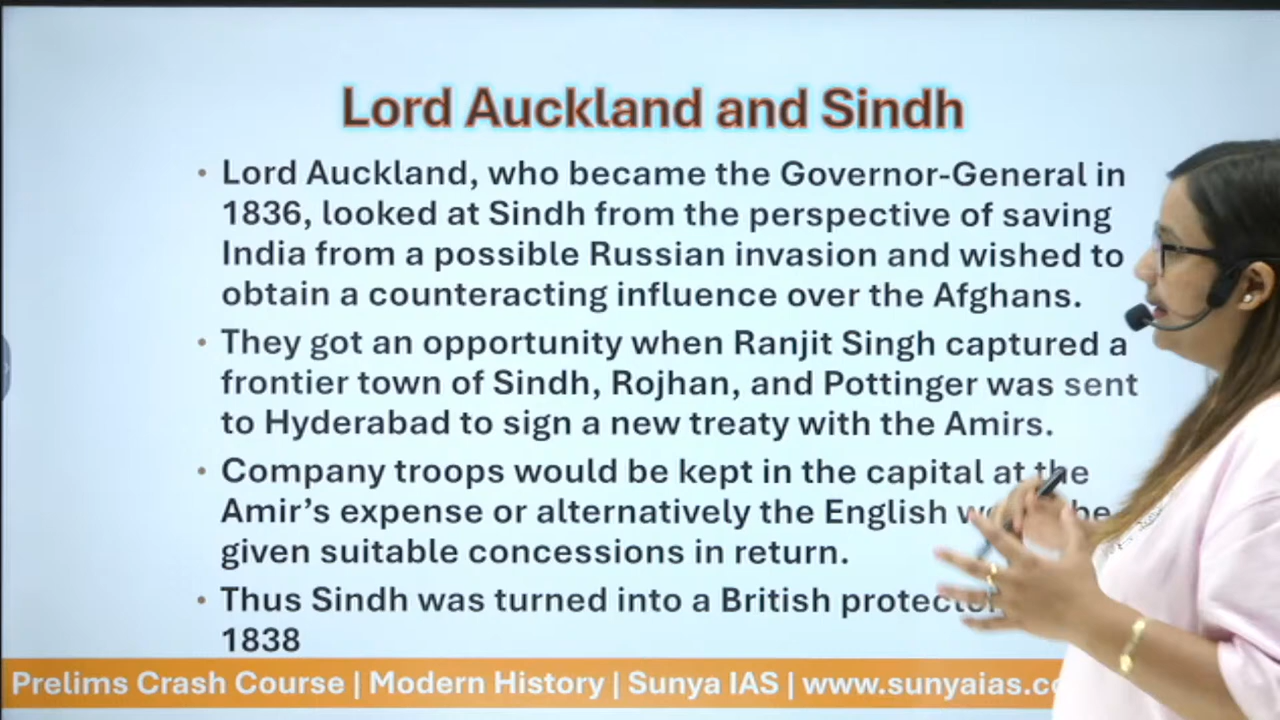 Lord Auckland and Sindh
• Lord Auckland, who became the Governor-General in
1836, looked at Sindh from the perspective of saving
India from a possible Russian invasion and wished to
obtain a counteracting influence over the Afghans.
• They got an opportunity when Ranjit Singh captured a
frontier town of Sindh, Rojhan, and Pottinger was sent
to Hyderabad to sign a new treaty with the Amirs.
• Company troops would be kept in the capital at the
Amir’s expense or alternatively the English
given suitable concessions in return.
• Thus Sindh was turned into a British
1838
Prelims Crash Course | Modern History | Sunya IAS |